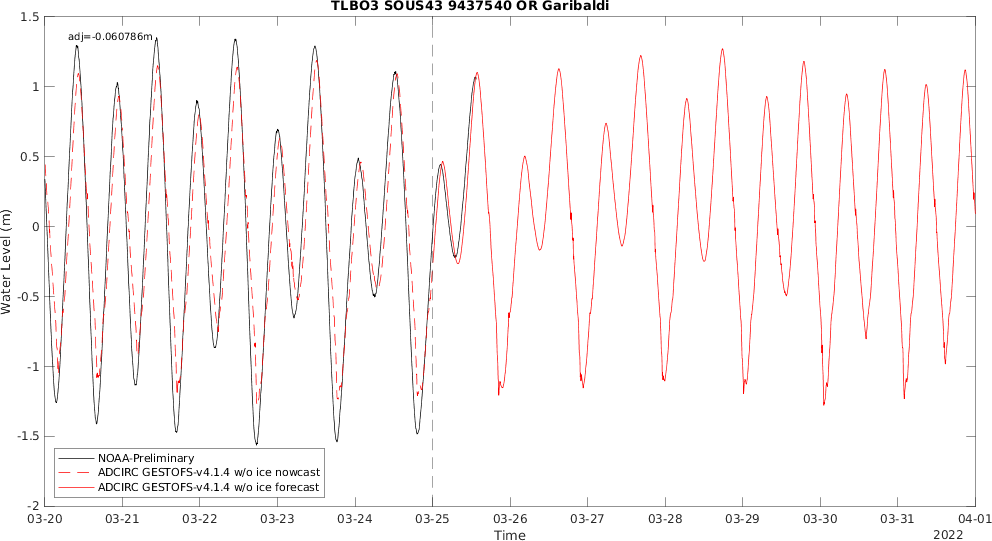 TLBO3 SOUS43 9437540 OR Garibaldi
adj=-0.060786m
1.5
1
0.5
0
-0.5
-1
-1.5
-2
Water Level (m)
NOAA-Preliminary
ADCIRC GESTOFS-v4.1.4 w/o ice nowcast
ADCIRC GESTOFS-v4.1.4 w/o ice forecast
03-20 03-21 03-22 03-23 03-24 03-25 03-26 03-27 03-28 03-29 03-30 03-31 04-01
Time
2022